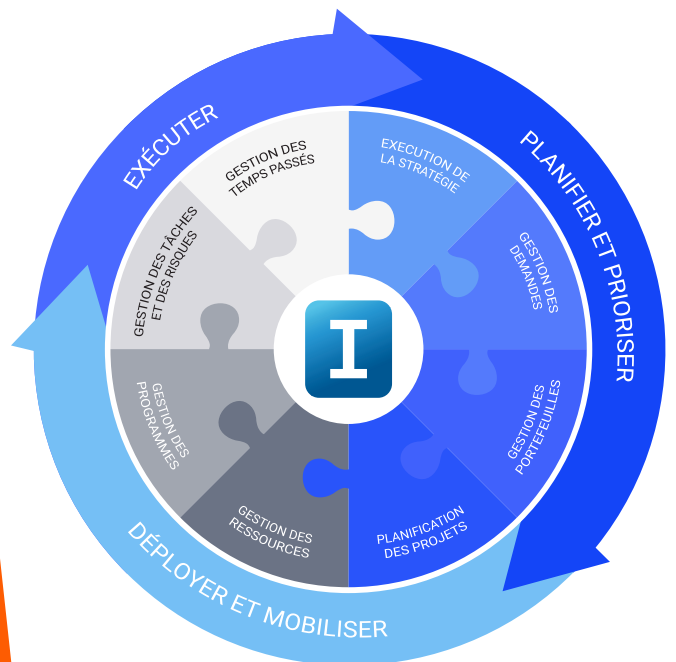 EXÉCUTER
PLANIFIER ET PRIORISER
DÉPLOYER ET MOBILISER
EXECUTION DE
LA STRATÉGIE
GESTION DES
DEMANDES
GESTION DES
PORTEFEUILLES
PLANIFICATION
DES PROJETS
GESTION DES
RESSOURCES
GESTION DES
PROGRAMMES
GESTION DES TÂCHES
ET DES RISQUES
GESTION DES
TEMPS PASSÉS
I